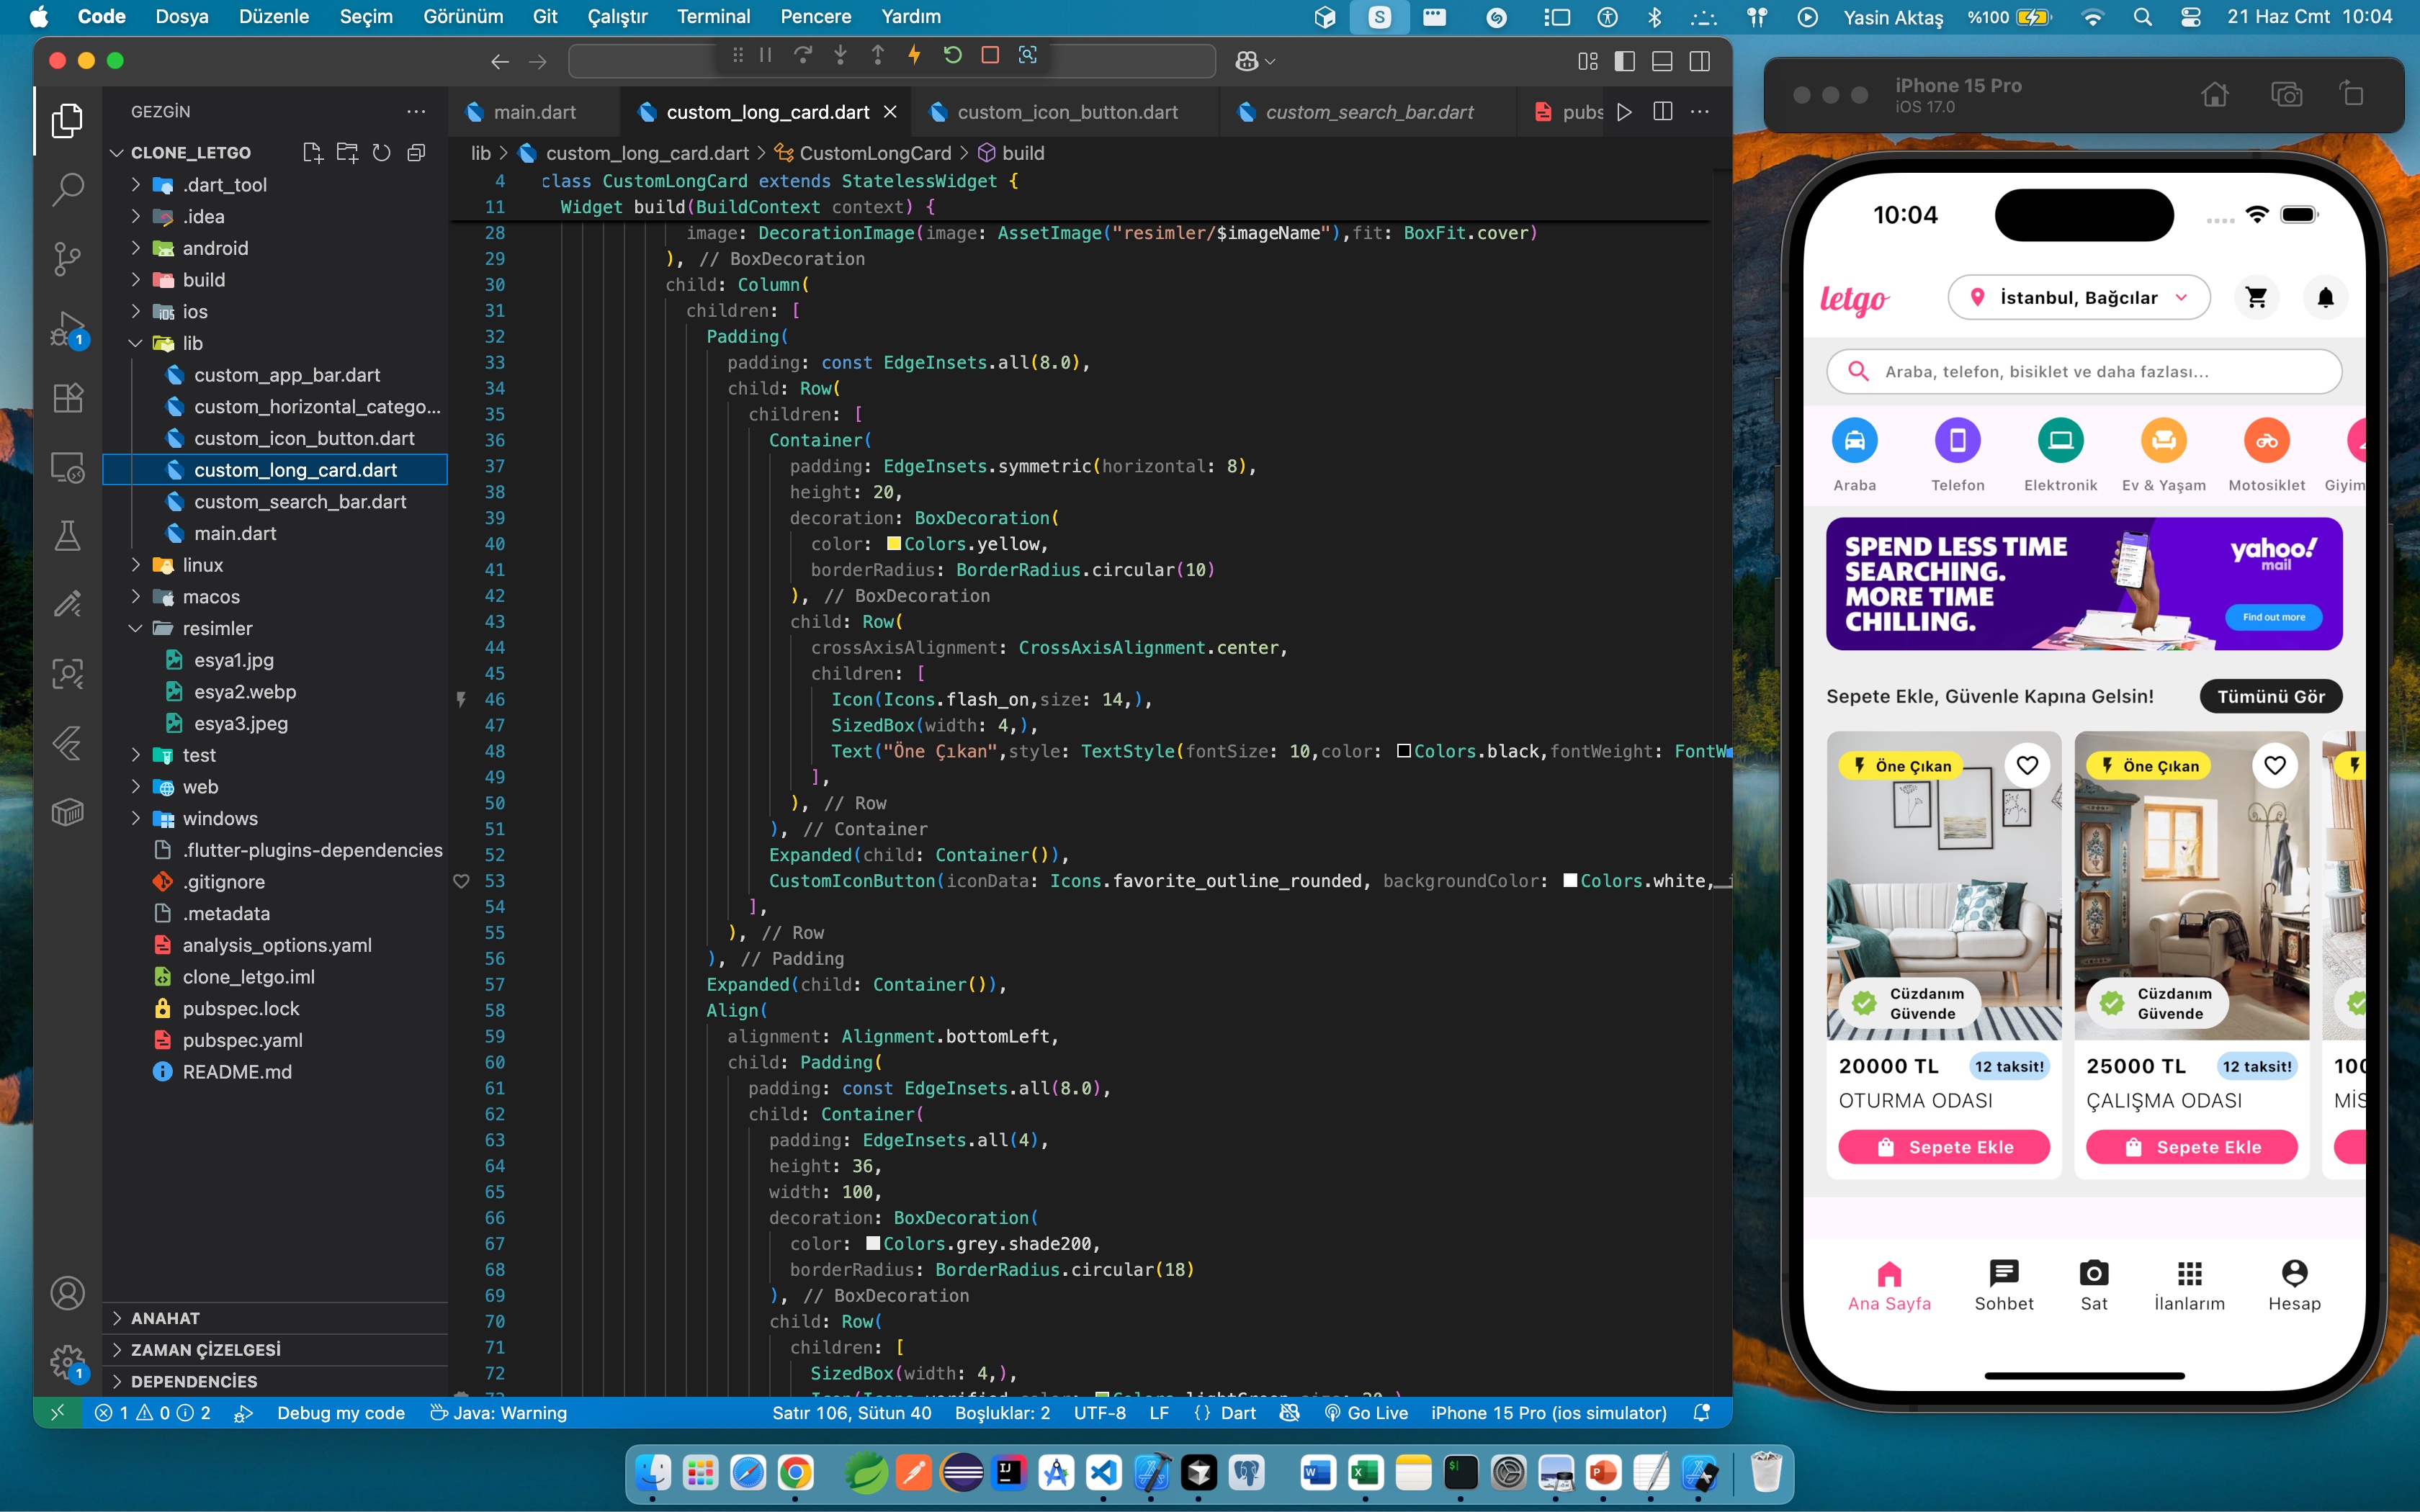 Code Dosya Düzenle Seçim Görünüm Git Çalıştır Terminal Pencere Yardım
S Yasin Aktaş %100 21 Haz Cmt 10:04
GEZGİN
CLONE_LETGO
.dart_tool
.idea
android
build
ios
lib
custom_app_bar.dart
custom_horizontal_catego...
custom_icon_button.dart
custom_long_card.dart
custom_search_bar.dart
main.dart
linux
macos
resimler
esya1.jpg
esya2.webp
esya3.jpeg
test
web
windows
.flutter-plugins-dependencies
.gitignore
.metadata
analysis_options.yaml
clone_letgo.iml
pubspec.lock
pubspec.yaml
README.md
ANAHAT
ZAMAN ÇİZELGESİ
DEPENDENCİES
1
1
main.dart custom_long_card.dart custom_icon_button.dart custom_search_bar.dart pubs
lib > custom_long_card.dart > CustomLongCard > build
4 class CustomLongCard extends StatelessWidget {
11 Widget build(BuildContext context) {
28 image: DecorationImage(image: AssetImage("resimler/$imageName"),fit: BoxFit.cover)
29 ), // BoxDecoration
30 child: Column(
31 children: [
32 Padding(
33 padding: const EdgeInsets.all(8.0),
34 child: Row(
35 children: [
36 Container(
37 padding: EdgeInsets.symmetric(horizontal: 8),
38 height: 20,
39 decoration: BoxDecoration(
40 color: Colors.yellow,
41 borderRadius: BorderRadius.circular(10)
42 ), // BoxDecoration
43 child: Row(
44 crossAxisAlignment: CrossAxisAlignment.center,
45 children: [
46 Icon(Icons.flash_on,size: 14,),
47 SizedBox(width: 4,),
48 Text("Öne Çıkan",style: TextStyle(fontSize: 10,color: Colors.black,fontWeight: FontW
49 ],
50 ), // Row
51 ), // Container
52 Expanded(child: Container()),
53 CustomIconButton(iconData: Icons.favorite_outline_rounded, backgroundColor: Colors.white,
54 ],
55 ), // Row
56 ), // Padding
57 Expanded(child: Container()),
58 Align(
59 alignment: Alignment.bottomLeft,
60 child: Padding(
61 padding: const EdgeInsets.all(8.0),
62 child: Container(
63 padding: EdgeInsets.all(4),
64 height: 36,
65 width: 100,
66 decoration: BoxDecoration(
67 color: Colors.grey.shade200,
68 borderRadius: BorderRadius.circular(18)
69 ), // BoxDecoration
70 child: Row(
71 children: [
72 SizedBox(width: 4,),
1 0 2 Debug my code Java: Warning Satır 106, Sütun 40 Boşluklar: 2 UTF-8 LF {} Dart Go Live iPhone 15 Pro (ios simulator)
iPhone 15 Pro
iOS 17.0
10:04
letgo İstanbul, Bağcılar
Araba, telefon, bisiklet ve daha fazlası...
Araba Telefon Elektronik Ev & Yaşam Motosiklet Giyim
SPEND LESS TIME
SEARCHING.
MORE TIME
CHILLING.
yahoo!
mail
Find out more
Sepete Ekle, Güvenle Kapına Gelsin! Tümünü Gör
Öne Çıkan Öne Çıkan
Cüzdanım
Güvende
Cüzdanım
Güvende
20000 TL 12 taksit! 25000 TL 12 taksit! 100
OTURMA ODASI ÇALIŞMA ODASI MİS
Sepete Ekle Sepete Ekle
Ana Sayfa Sohbet Sat İlanlarım Hesap